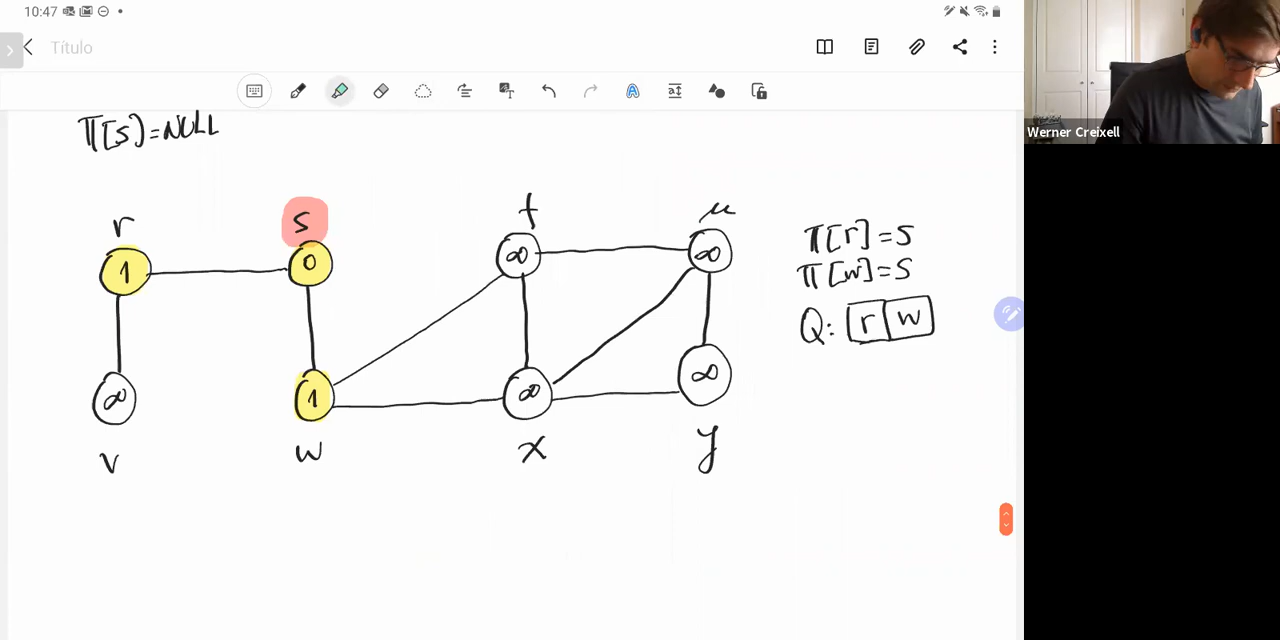 10:47
Título
π[s]=NULL
Werner Creixell
r
s
t
u
1
0
∞
∞
π[r]=s
π[w]=s
Q: r w
∞
1
∞
∞
v
w
x
y